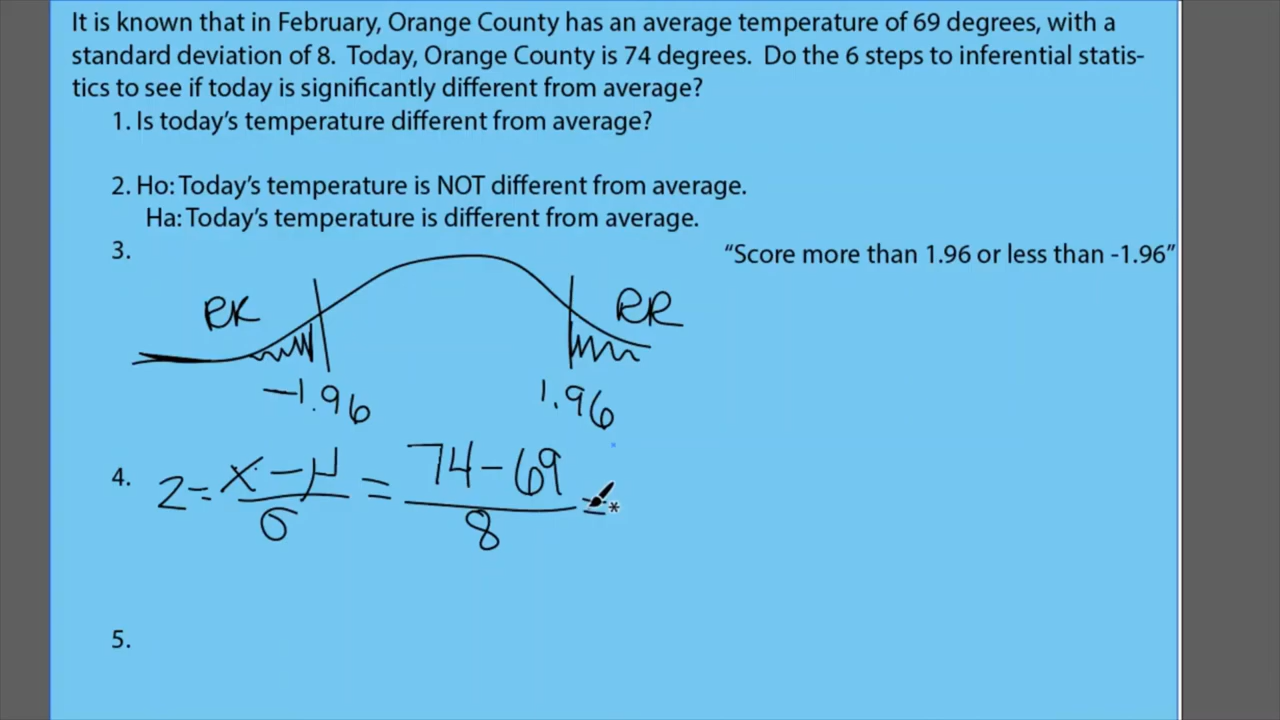 It is known that in February, Orange County has an average temperature of 69 degrees, with a
standard deviation of 8. Today, Orange County is 74 degrees. Do the 6 steps to inferential statis-
tics to see if today is significantly different from average?
1. Is today's temperature different from average?
2. Ho: Today's temperature is NOT different from average.
Ha: Today's temperature is different from average.
3.
“Score more than 1.96 or less than -1.96”
RR
RR
-1.96
1.96
4. z = x - μ / σ = 74 - 69 / 8 =
5.